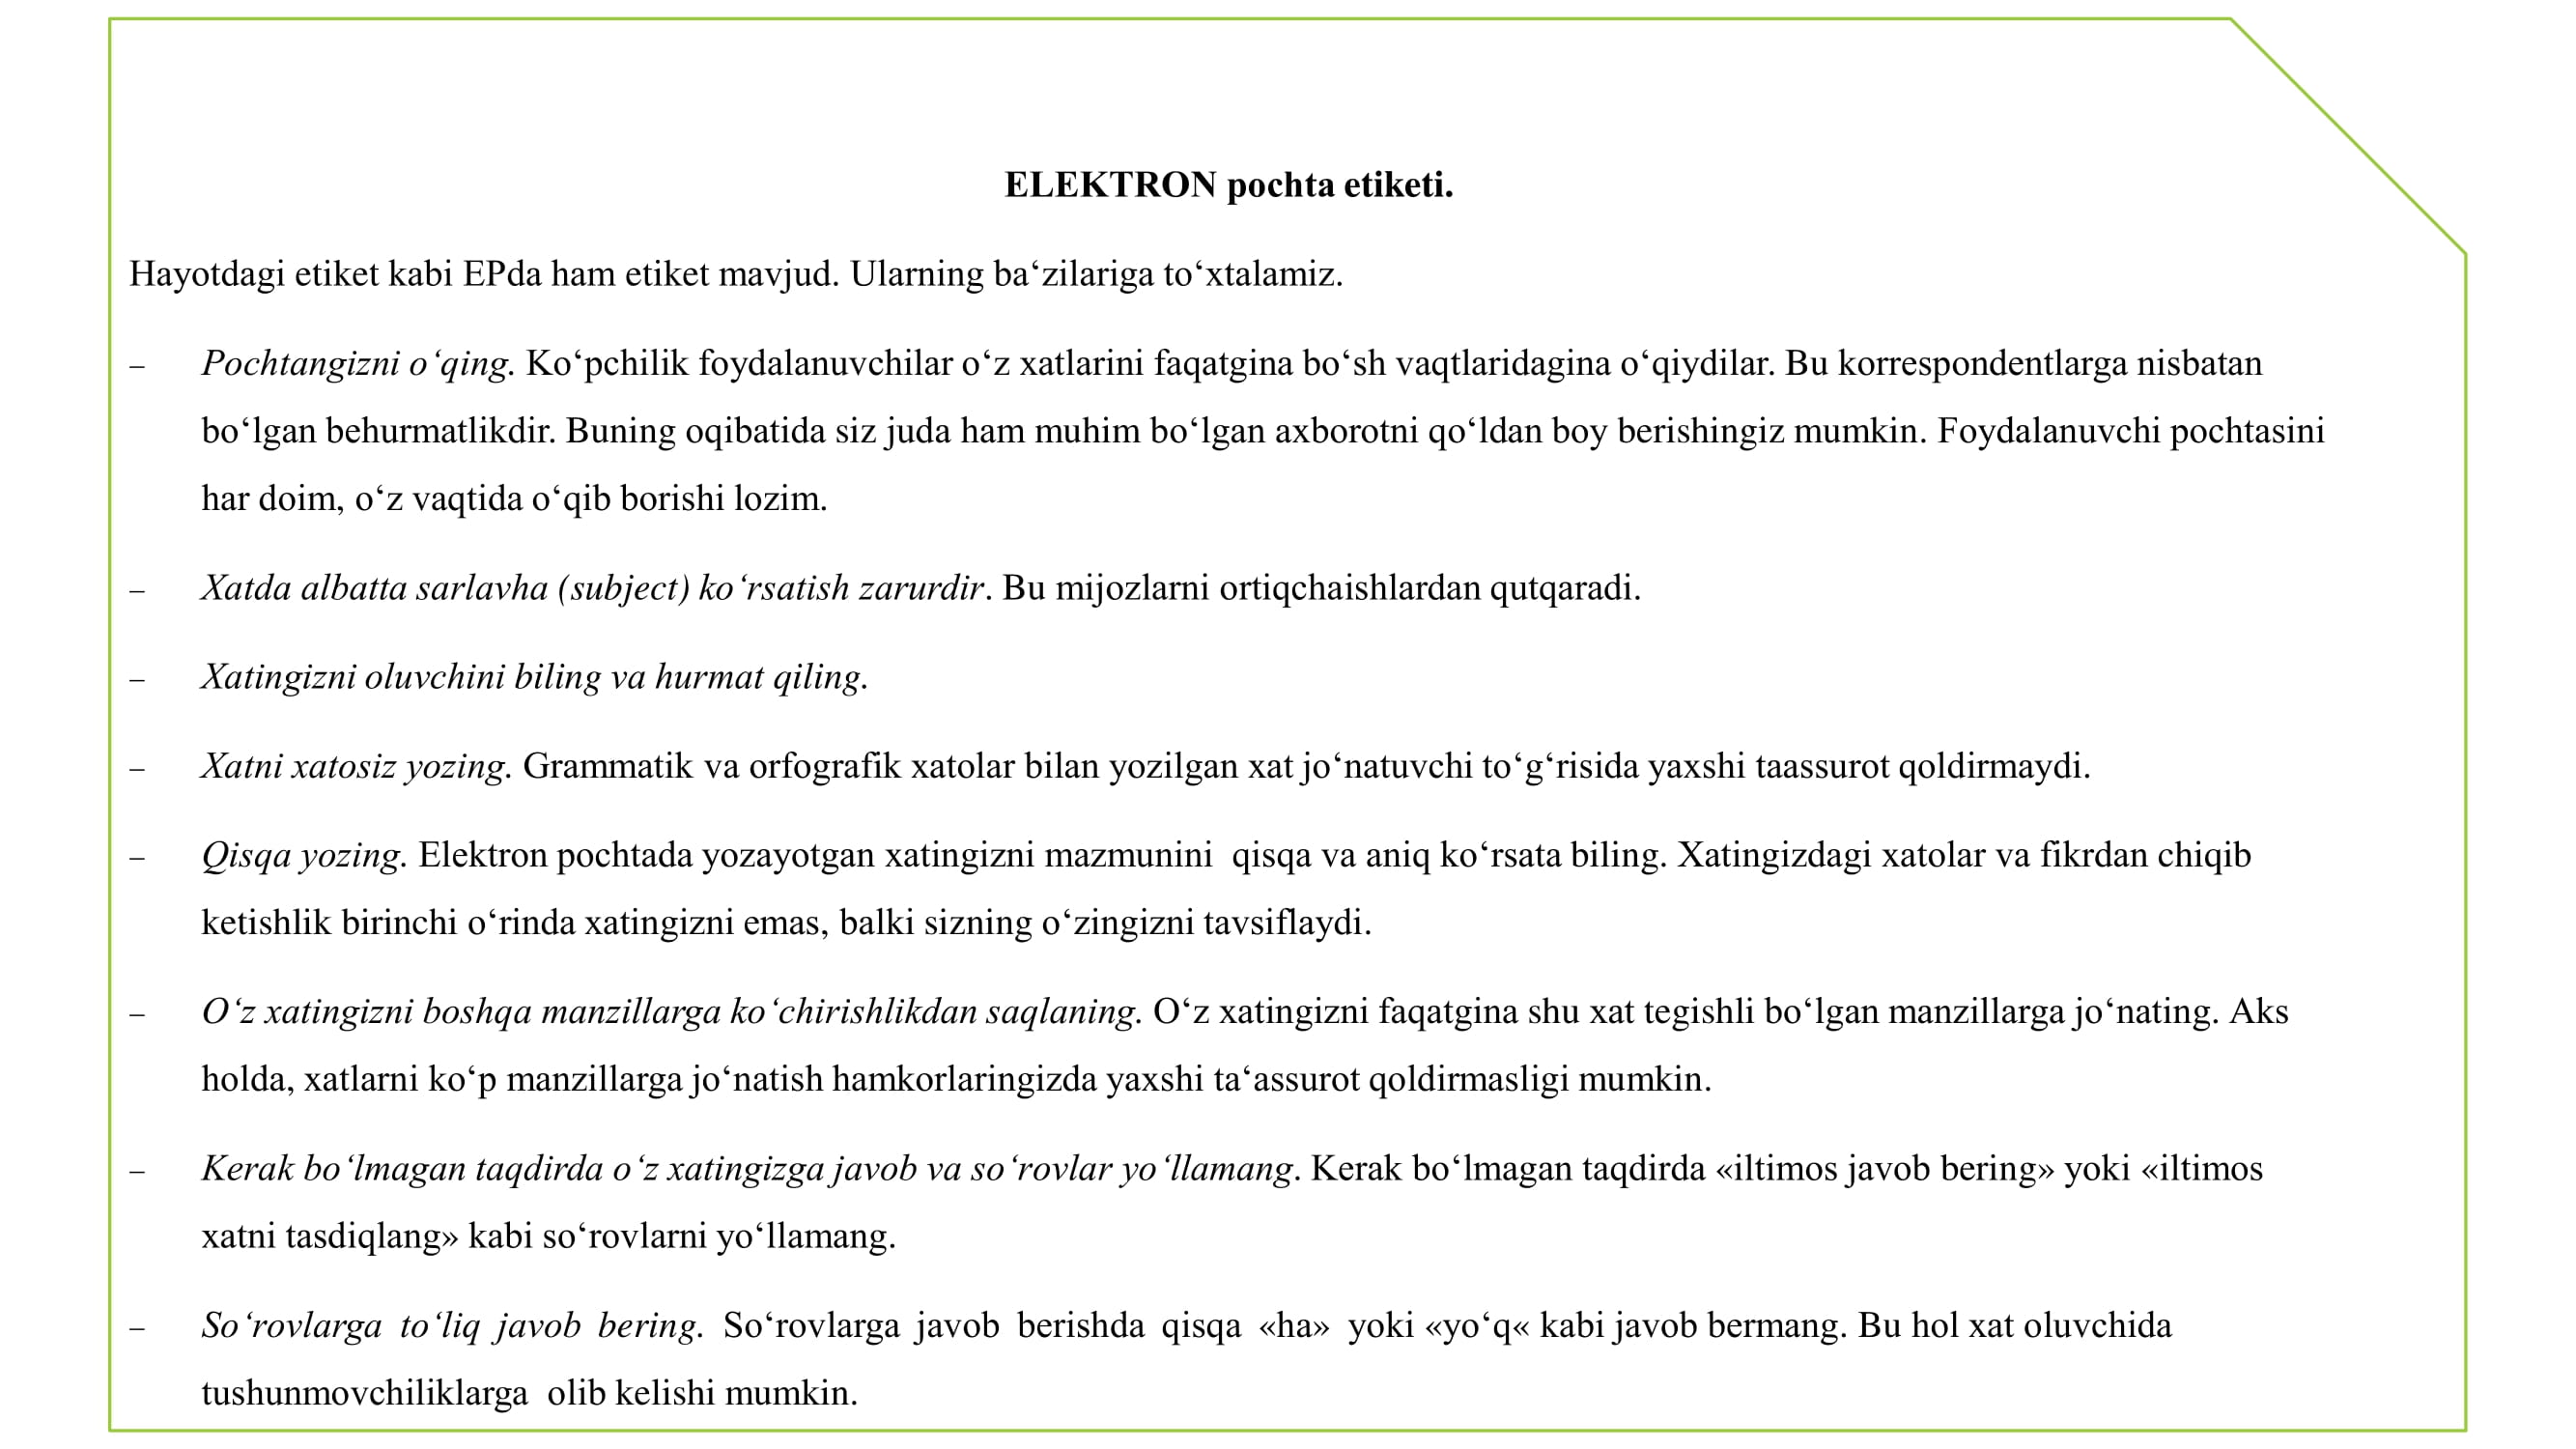 ELEKTRON pochta etiketi.
Hayotdagi etiket kabi EPda ham etiket mavjud. Ularning ba‘zilariga to‘xtalamiz.
– Pochtangizni o‘qing. Ko‘pchilik foydalanuvchilar o‘z xatlarini faqatgina bo‘sh vaqtlaridagina o‘qiydilar. Bu korrespondentlarga nisbatan
bo‘lgan behurmatlikdir. Buning oqibatida siz juda ham muhim bo‘lgan axborotni qo‘ldan boy berishingiz mumkin. Foydalanuvchi pochtasini
har doim, o‘z vaqtida o‘qib borishi lozim.
– Xatda albatta sarlavha (subject) ko‘rsatish zarurdir. Bu mijozlarni ortiqchaishlardan qutqaradi.
– Xatingizni oluvchini biling va hurmat qiling.
– Xatni xatosiz yozing. Grammatik va orfografik xatolar bilan yozilgan xat jo‘natuvchi to‘g‘risida yaxshi taassurot qoldirmaydi.
– Qisqa yozing. Elektron pochtada yozayotgan xatingizni mazmunini  qisqa va aniq ko‘rsata biling. Xatingizdagi xatolar va fikrdan chiqib
ketishlik birinchi o‘rinda xatingizni emas, balki sizning o‘zingizni tavsiflaydi.
– O‘z xatingizni boshqa manzillarga ko‘chirishlikdan saqlaning. O‘z xatingizni faqatgina shu xat tegishli bo‘lgan manzillarga jo‘nating. Aks
holda, xatlarni ko‘p manzillarga jo‘natish hamkorlaringizda yaxshi ta‘assurot qoldirmasligi mumkin.
– Kerak bo‘lmagan taqdirda o‘z xatingizga javob va so‘rovlar yo‘llamang. Kerak bo‘lmagan taqdirda «iltimos javob bering» yoki «iltimos
xatni tasdiqlang» kabi so‘rovlarni yo‘llamang.
– So‘rovlarga to‘liq javob bering. So‘rovlarga javob berishda qisqa «ha» yoki «yo‘q« kabi javob bermang. Bu hol xat oluvchida
tushunmovchiliklarga  olib kelishi mumkin.